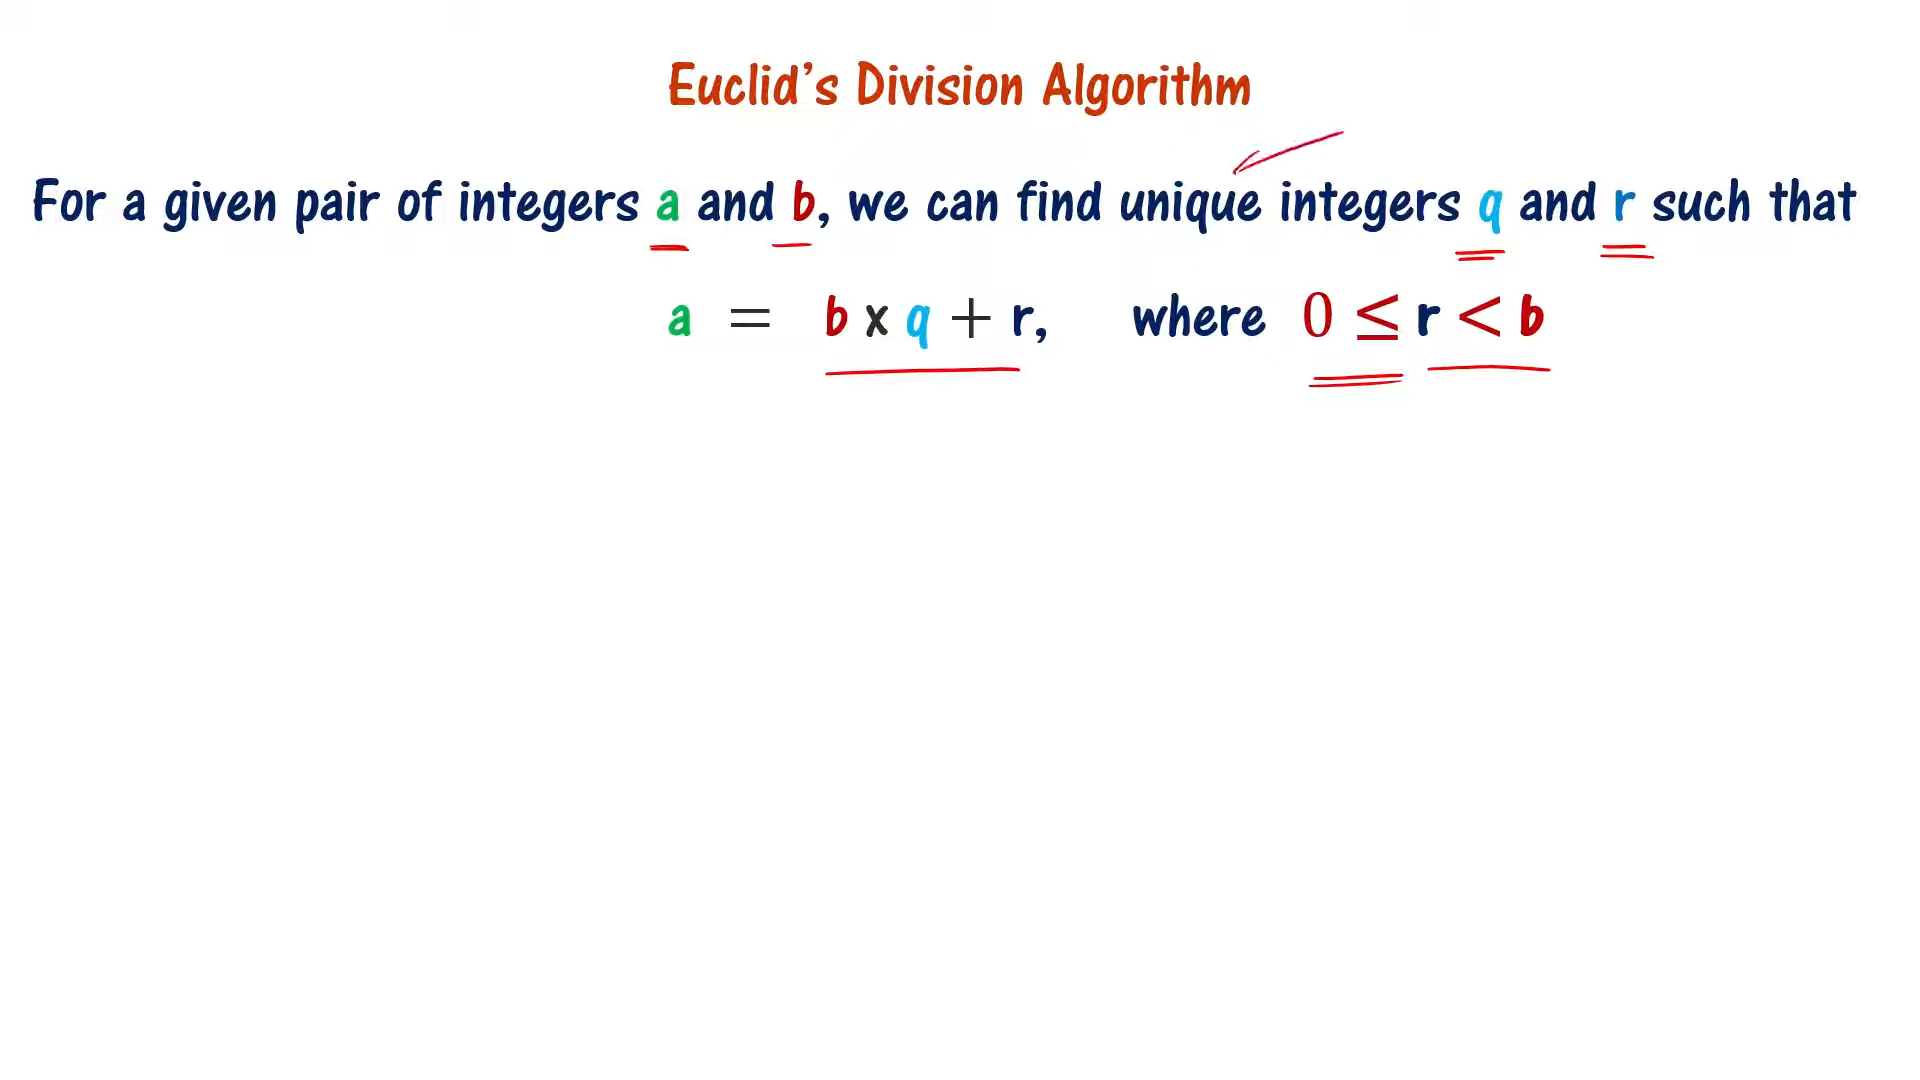 Euclid's Division Algorithm
For a given pair of integers a and b, we can find unique integers q and r such that
a = b x q + r, where 0 ≤ r < b